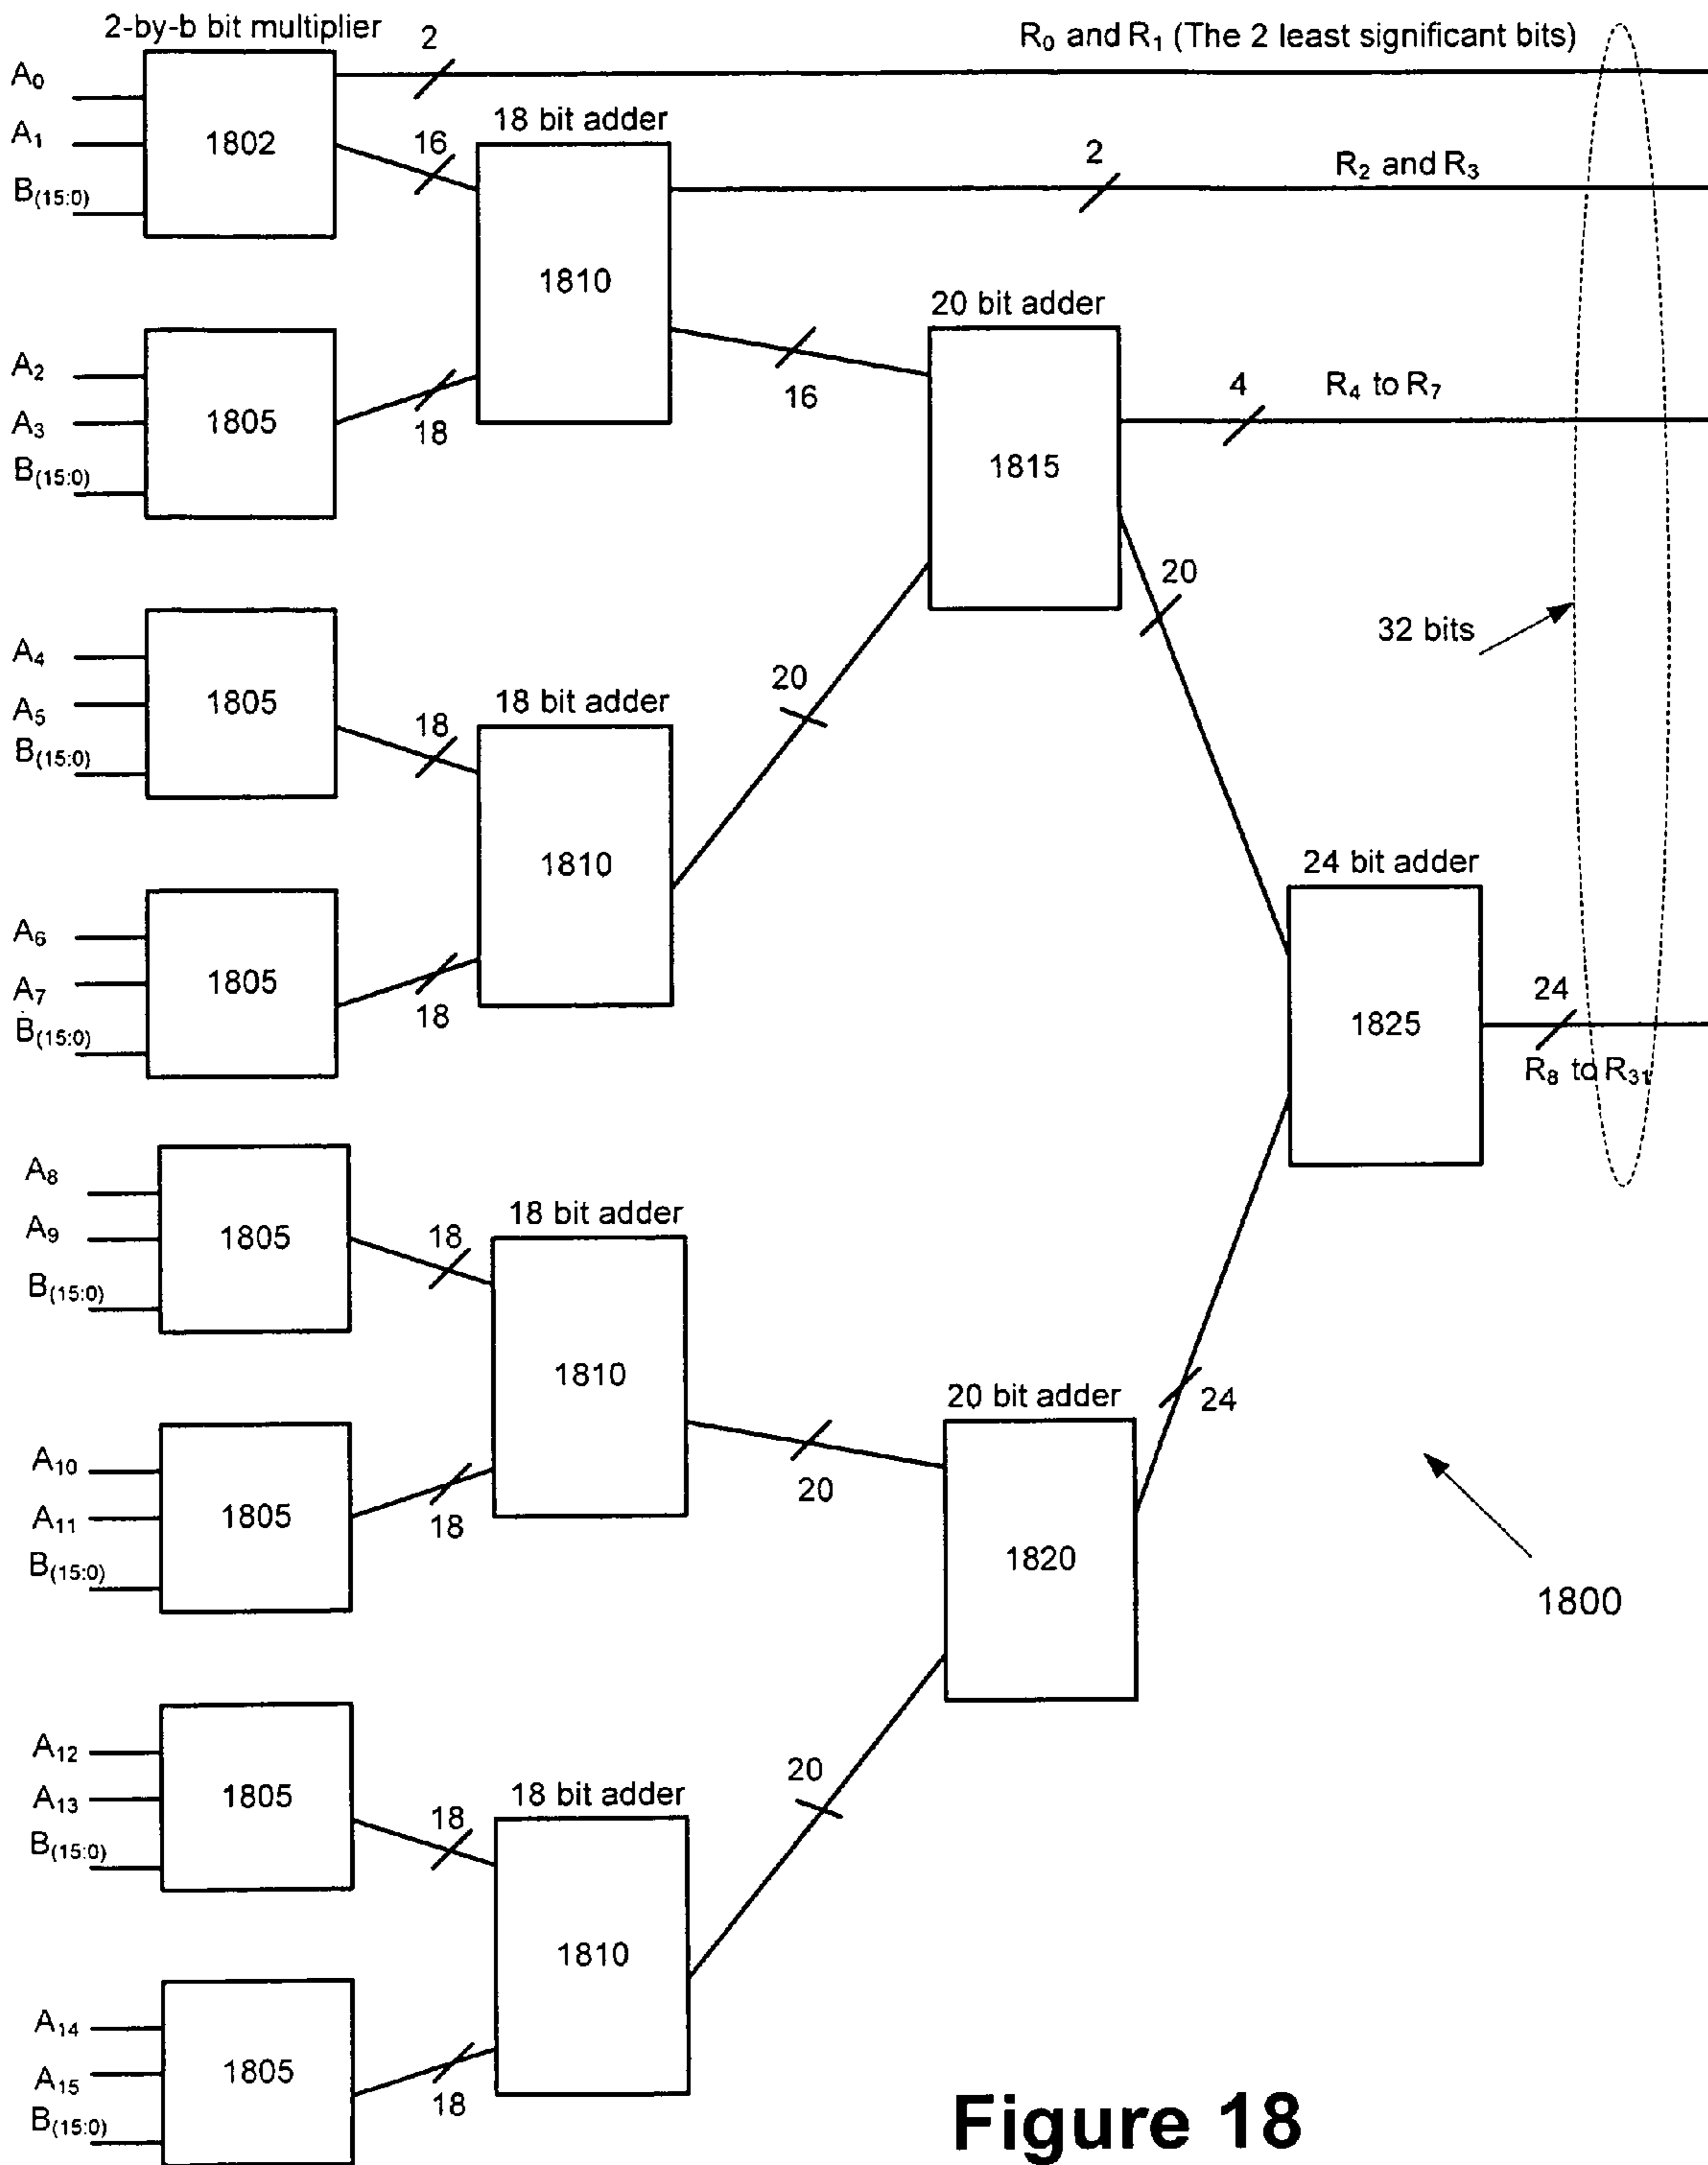 2-by-b bit multiplier
2
R₀ and R₁ (The 2 least significant bits)
A₀
A₁
B(15:0)
1802
16
18 bit adder
2
R₂ and R₃
1810
A₂
A₃
B(15:0)
1805
18
16
20 bit adder
1815
4
R₄ to R₇
20
32 bits
A₄
A₅
B(15:0)
1805
18
18 bit adder
1810
20
A₆
A₇
B(15:0)
1805
18
24 bit adder
1825
24
R₈ to R₃₁
A₈
A₉
B(15:0)
1805
18
18 bit adder
1810
20
20 bit adder
1820
24
1800
A₁₀
A₁₁
B(15:0)
1805
18
A₁₂
A₁₃
B(15:0)
1805
18
18 bit adder
1810
20
A₁₄
A₁₅
B(15:0)
1805
18
Figure 18